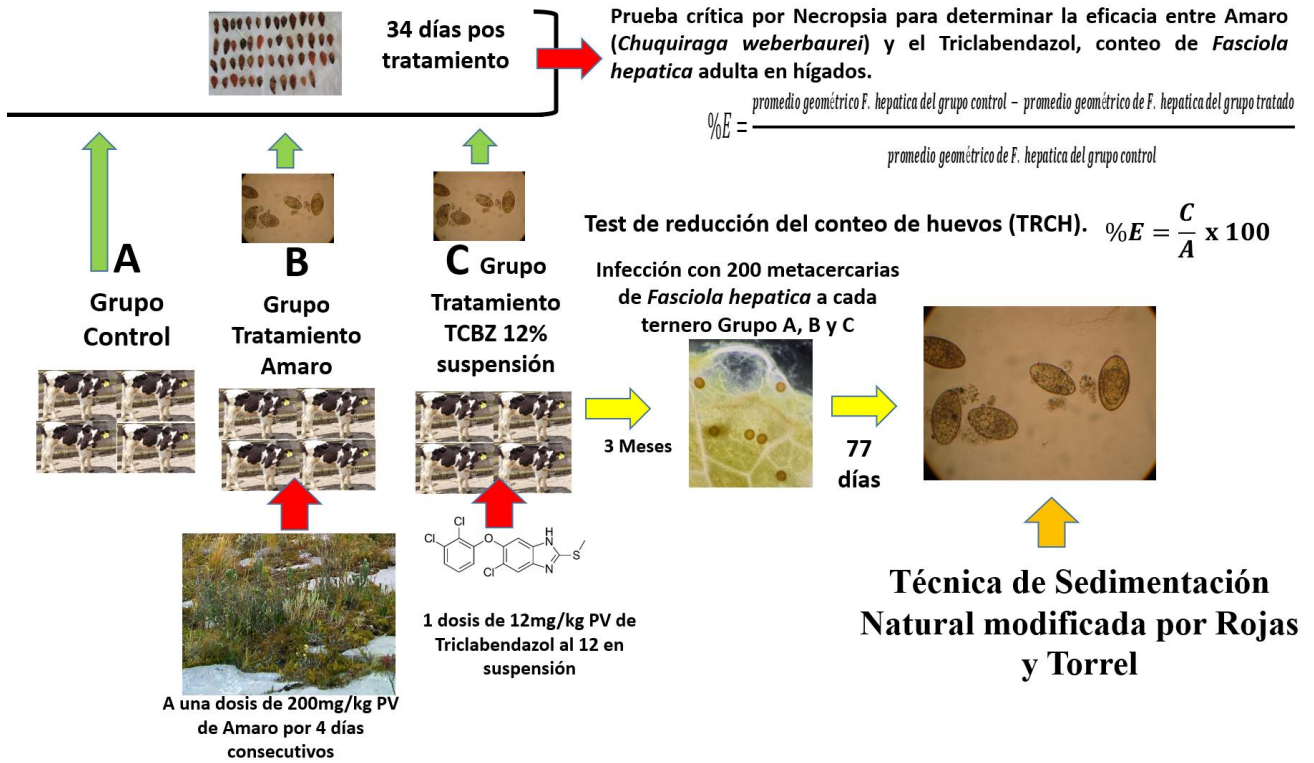 34 días pos
tratamiento
Prueba crítica por Necropsia para determinar la eficacia entre Amaro
(Chuquiraga weberbaurei) y el Triclabendazol, conteo de Fasciola
hepatica adulta en hígados.
%E = promedio geométrico F. hepatica del grupo control − promedio geométrico de F. hepatica del grupo tratado
promedio geométrico de F. hepatica del grupo control
Test de reducción del conteo de huevos (TRCH). %E = C/A x 100
A
Grupo
Control
B
Grupo
Tratamiento
Amaro
C Grupo
Tratamiento
TCBZ 12%
suspensión
Infección con 200 metacercarias
de Fasciola hepatica a cada
ternero Grupo A, B y C
3 Meses
77
días
Cl
Cl
O
Cl
H
N
N
S
A una dosis de 200mg/kg PV
de Amaro por 4 días
consecutivos
1 dosis de 12mg/kg PV de
Triclabendazol al 12 en
suspensión
Técnica de Sedimentación
Natural modificada por Rojas
y Torrel